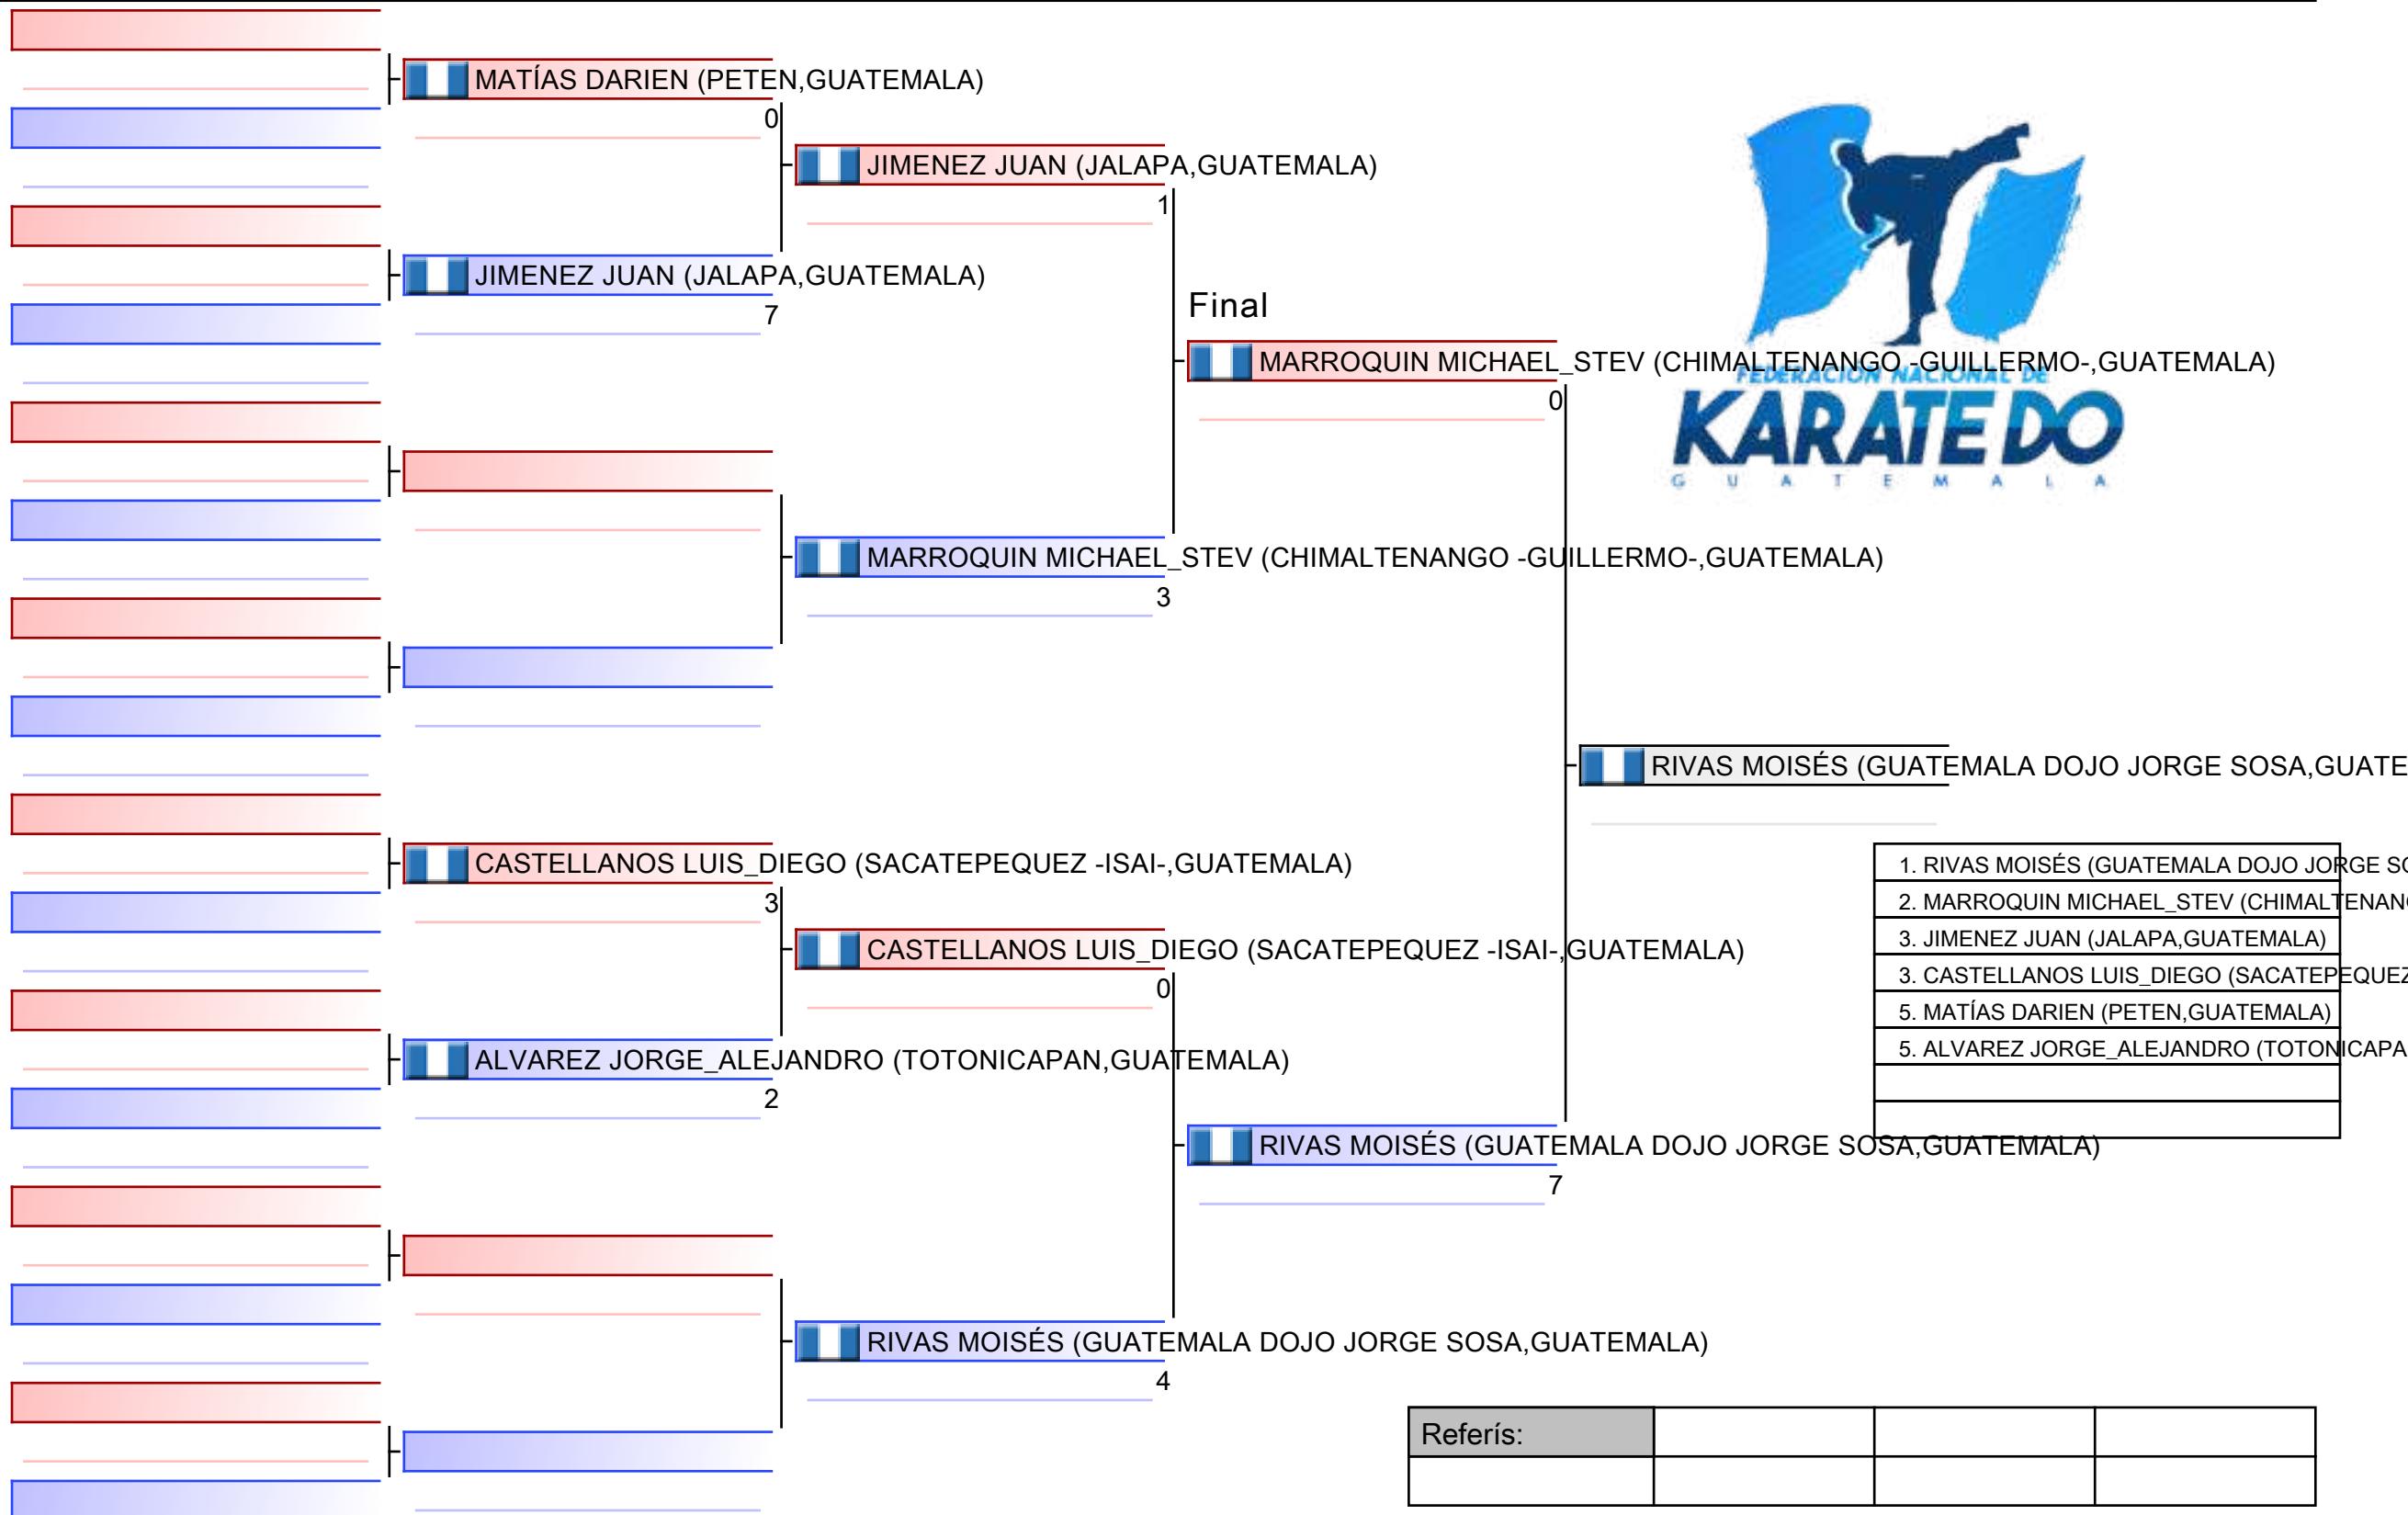 MATÍAS DARIEN (PETEN,GUATEMALA)
0
JIMENEZ JUAN (JALAPA,GUATEMALA)
1
JIMENEZ JUAN (JALAPA,GUATEMALA)
7
Final
MARROQUIN MICHAEL_STEV (CHIMALTENANGO -GUILLERMO-,GUATEMALA)
0
FEDERACIÓN NACIONAL DE
KARATE DO
GUATEMALA
MARROQUIN MICHAEL_STEV (CHIMALTENANGO -GUILLERMO-,GUATEMALA)
3
RIVAS MOISÉS (GUATEMALA DOJO JORGE SOSA,GUATE
CASTELLANOS LUIS_DIEGO (SACATEPEQUEZ -ISAI-,GUATEMALA)
3
CASTELLANOS LUIS_DIEGO (SACATEPEQUEZ -ISAI-,GUATEMALA)
0
ALVAREZ JORGE_ALEJANDRO (TOTONICAPAN,GUATEMALA)
2
1. RIVAS MOISÉS (GUATEMALA DOJO JORGE SO
2. MARROQUIN MICHAEL_STEV (CHIMALTENANG
3. JIMENEZ JUAN (JALAPA,GUATEMALA)
3. CASTELLANOS LUIS_DIEGO (SACATEPEQUEZ
5. MATÍAS DARIEN (PETEN,GUATEMALA)
5. ALVAREZ JORGE_ALEJANDRO (TOTONICAPA
RIVAS MOISÉS (GUATEMALA DOJO JORGE SOSA,GUATEMALA)
7
RIVAS MOISÉS (GUATEMALA DOJO JORGE SOSA,GUATEMALA)
4
Referís: